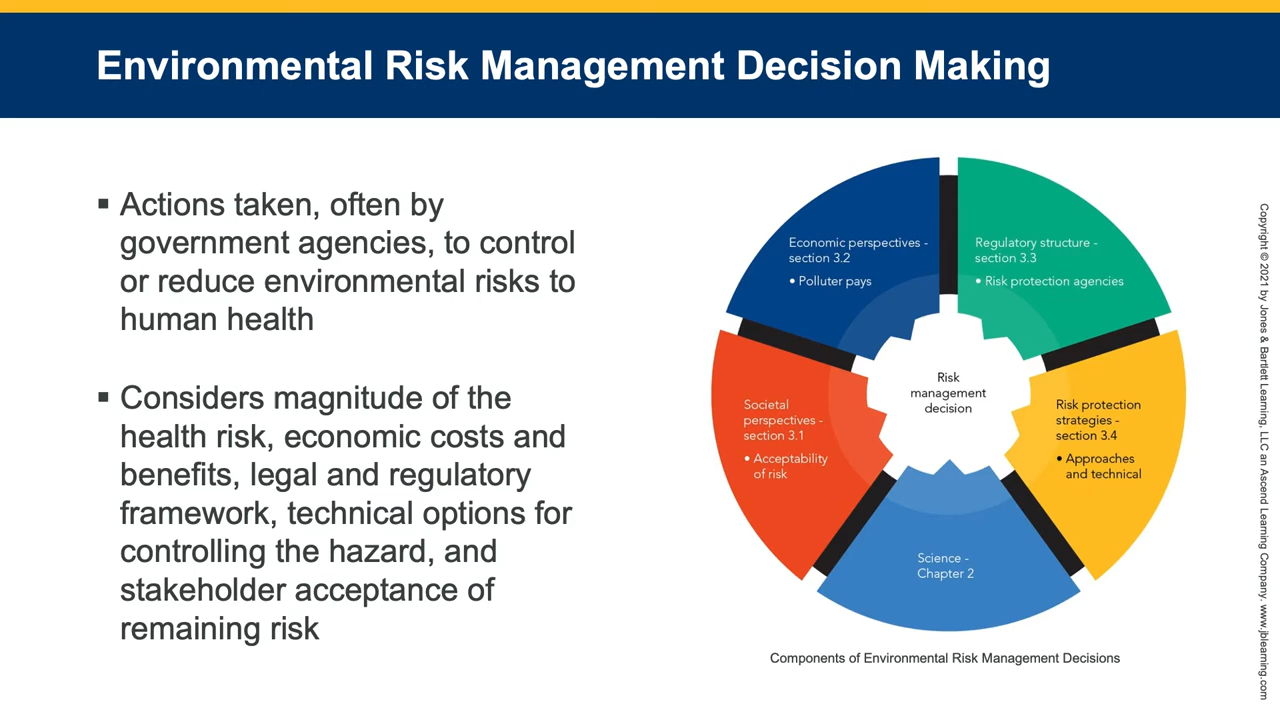 Environmental Risk Management Decision Making
▪ Actions taken, often by
government agencies, to control
or reduce environmental risks to
human health
▪ Considers magnitude of the
health risk, economic costs and
benefits, legal and regulatory
framework, technical options for
controlling the hazard, and
stakeholder acceptance of
remaining risk
Economic perspectives -
section 3.2
• Polluter pays
Regulatory structure -
section 3.3
• Risk protection agencies
Societal
perspectives -
section 3.1
• Acceptability
of risk
Risk
management
decision
Risk protection
strategies -
section 3.4
• Approaches
and technical
Science -
Chapter 2
Components of Environmental Risk Management Decisions
Copyright © 2021 by Jones & Bartlett Learning, LLC an Ascend Learning Company. www.jblearning.com